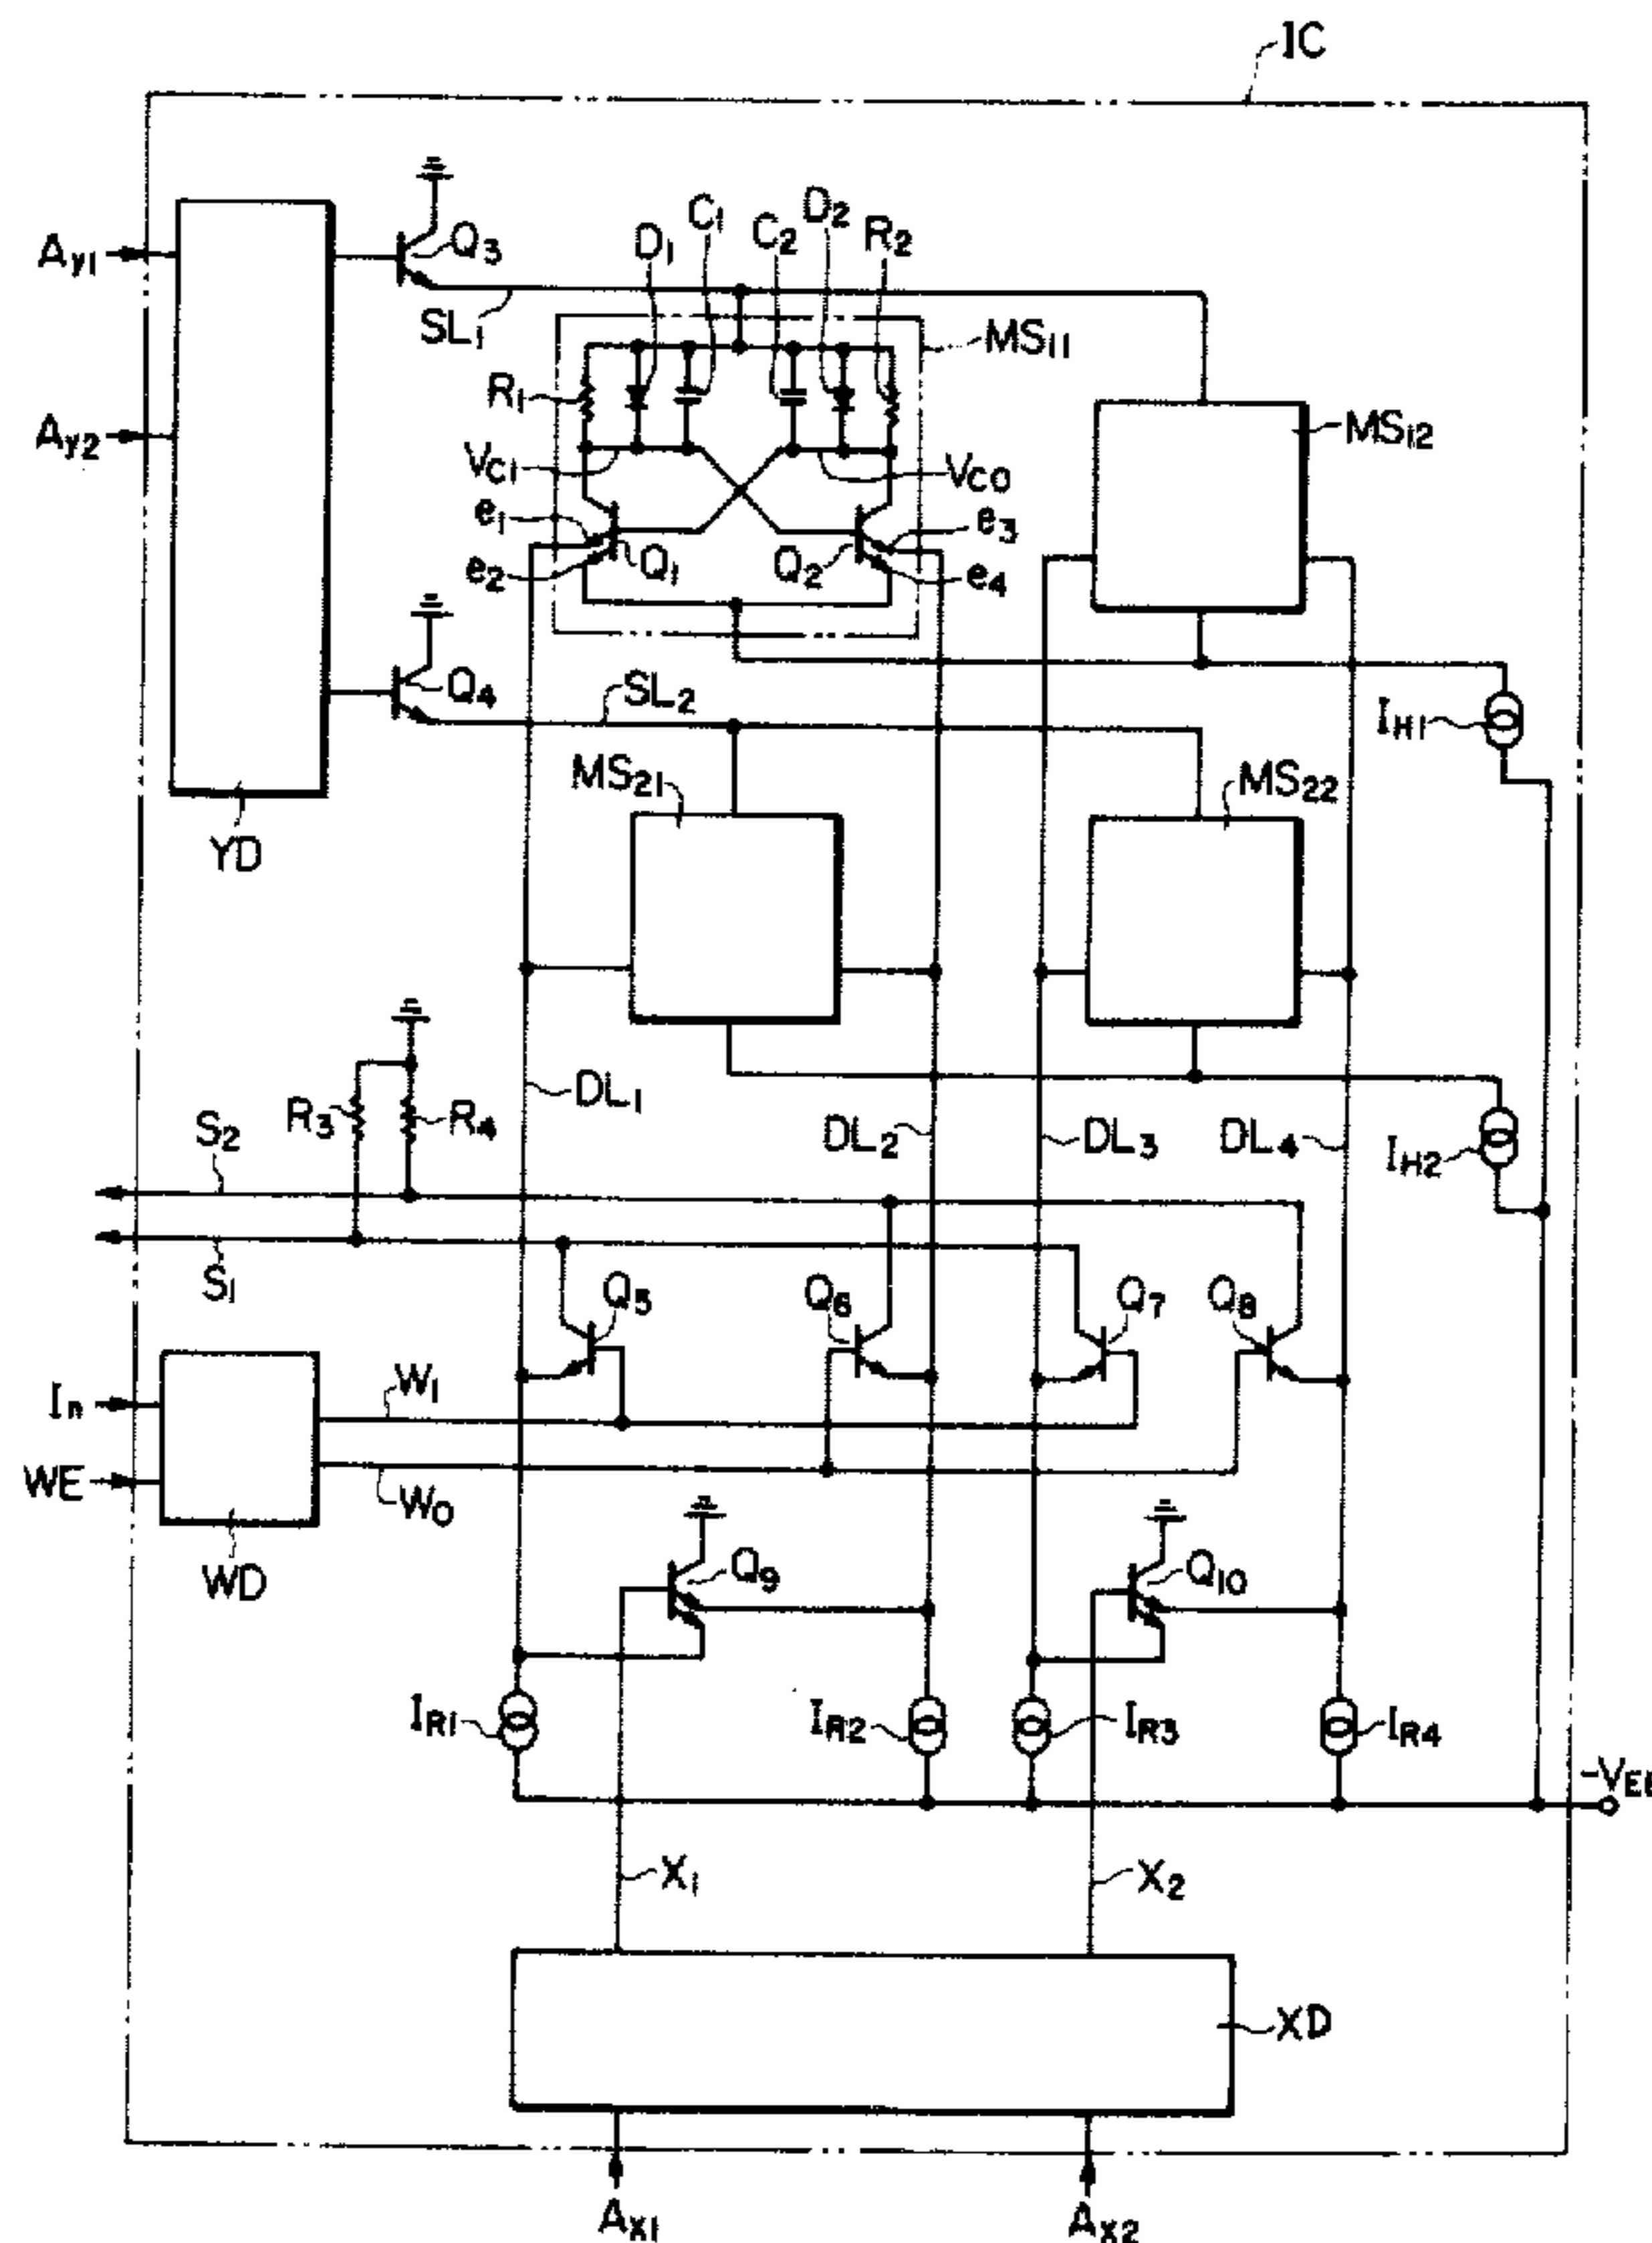 IC
Ay1
Q3
D1
C1
C2
D2
R2
SL1
MS11
R1
Ay2
MS12
VC1
VC0
e1
e3
e2
Q1
Q2
e4
Q4
SL2
IH1
MS21
MS22
YD
DL1
R3
R4
S2
DL2
DL3
DL4
IH2
S1
Q5
Q6
Q7
Q8
In
W1
WE
W0
WD
Q9
Q10
IR1
IR2
IR3
IR4
X1
X2
XD
AX1
AX2